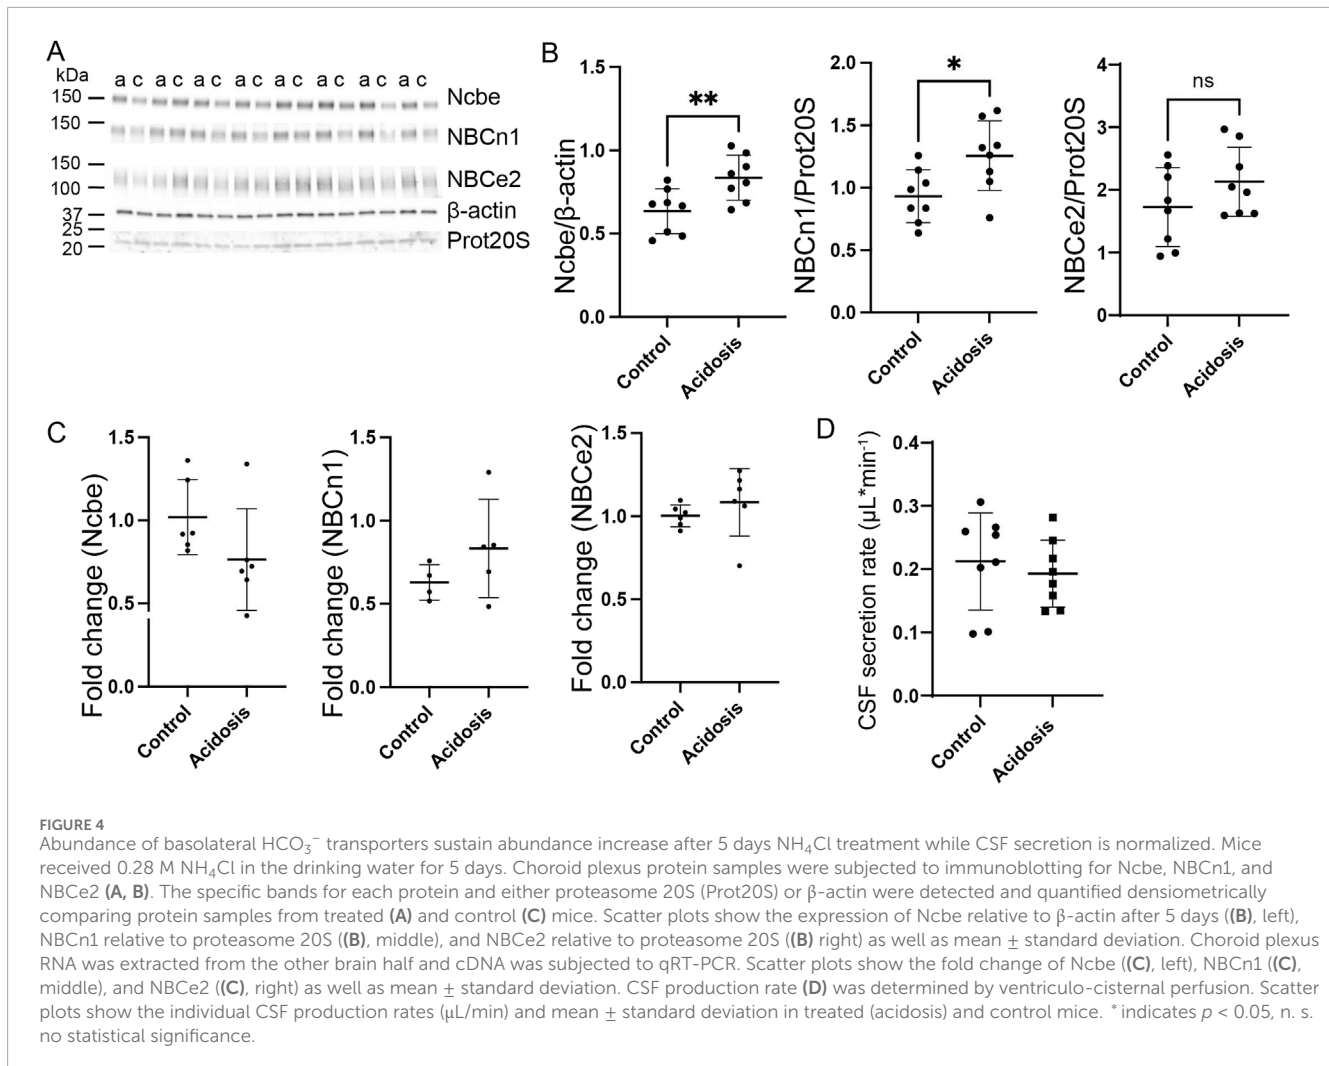 A
kDa
a c a c a c a c a c a c a c a c
150
Ncbe
150
NBCn1
150
NBCe2
100
β-actin
37
25
Prot20S
20
B
Ncbe/β-actin
1.5
1.0
0.5
0.0
**
Control
Acidosis
NBCn1/Prot20S
2.0
1.5
1.0
0.5
0.0
*
Control
Acidosis
NBCe2/Prot20S
4
3
2
1
0
ns
Control
Acidosis
C
Fold change (Ncbe)
1.5
1.0
0.5
0.0
Control
Acidosis
Fold change (NBCn1)
1.5
1.0
0.5
0.0
Control
Acidosis
Fold change (NBCe2)
1.5
1.0
0.5
0.0
Control
Acidosis
D
CSF secretion rate (µL*min⁻¹)
0.4
0.3
0.2
0.1
0.0
Control
Acidosis
FIGURE 4
Abundance of basolateral HCO₃⁻ transporters sustain abundance increase after 5 days NH₄Cl treatment while CSF secretion is normalized. Mice
received 0.28 M NH₄Cl in the drinking water for 5 days. Choroid plexus protein samples were subjected to immunoblotting for Ncbe, NBCn1, and
NBCe2 (A, B). The specific bands for each protein and either proteasome 20S (Prot20S) or β-actin were detected and quantified densiometrically
comparing protein samples from treated (A) and control (C) mice. Scatter plots show the expression of Ncbe relative to β-actin after 5 days ((B), left),
NBCn1 relative to proteasome 20S ((B), middle), and NBCe2 relative to proteasome 20S ((B) right) as well as mean ± standard deviation. Choroid plexus
RNA was extracted from the other brain half and cDNA was subjected to qRT-PCR. Scatter plots show the fold change of Ncbe ((C), left), NBCn1 ((C),
middle), and NBCe2 ((C), right) as well as mean ± standard deviation. CSF production rate (D) was determined by ventriculo-cisternal perfusion. Scatter
plots show the individual CSF production rates (µL/min) and mean ± standard deviation in treated (acidosis) and control mice. *indicates p < 0.05, n. s.
no statistical significance.